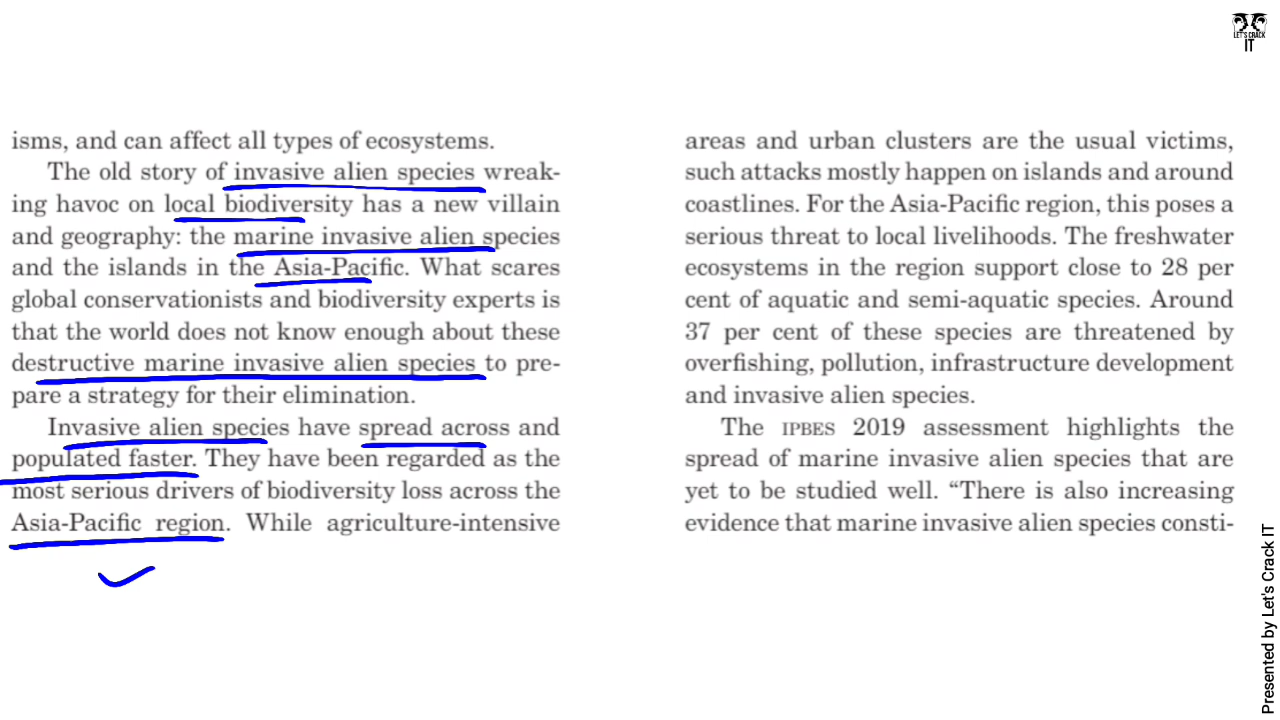 LET'S CRACK
IT
isms, and can affect all types of ecosystems.
The old story of invasive alien species wreak-
ing havoc on local biodiversity has a new villain
and geography: the marine invasive alien species
and the islands in the Asia-Pacific. What scares
global conservationists and biodiversity experts is
that the world does not know enough about these
destructive marine invasive alien species to pre-
pare a strategy for their elimination.
Invasive alien species have spread across and
populated faster. They have been regarded as the
most serious drivers of biodiversity loss across the
Asia-Pacific region. While agriculture-intensive
areas and urban clusters are the usual victims,
such attacks mostly happen on islands and around
coastlines. For the Asia-Pacific region, this poses a
serious threat to local livelihoods. The freshwater
ecosystems in the region support close to 28 per
cent of aquatic and semi-aquatic species. Around
37 per cent of these species are threatened by
overfishing, pollution, infrastructure development
and invasive alien species.
The IPBES 2019 assessment highlights the
spread of marine invasive alien species that are
yet to be studied well. “There is also increasing
evidence that marine invasive alien species consti-
Presented by Let's Crack IT